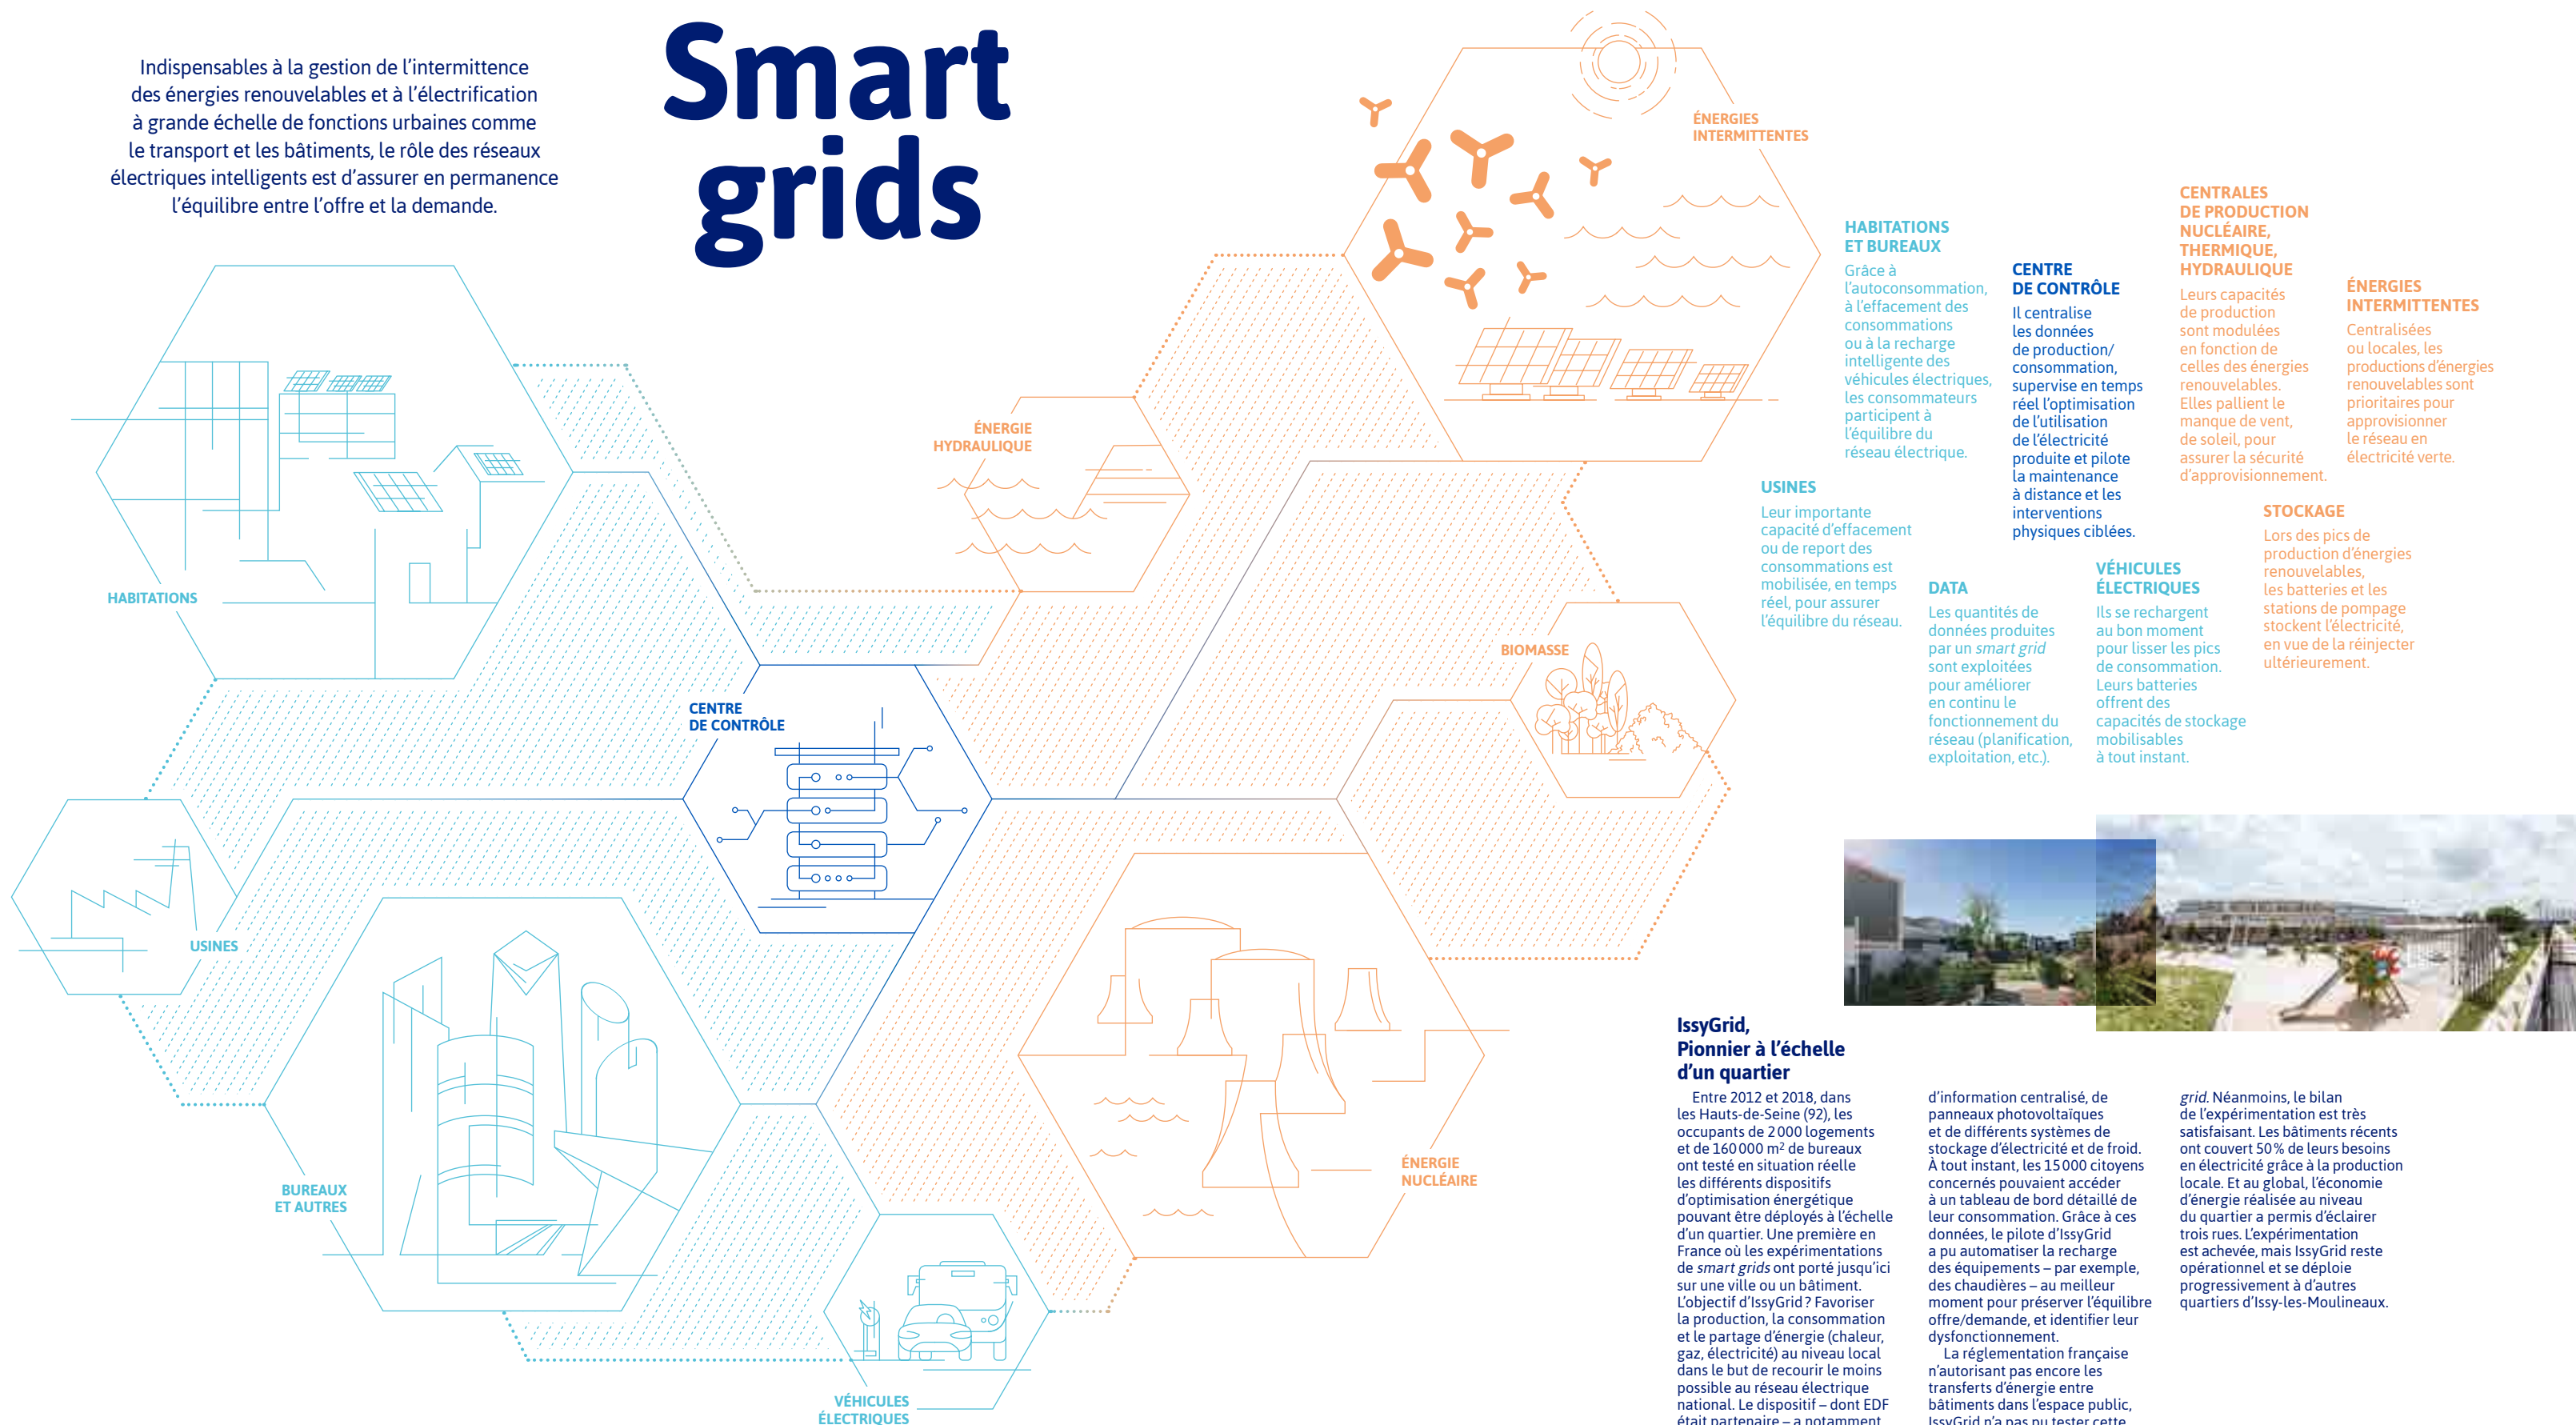 Smart
grids
Indispensables à la gestion de l'intermittence
des énergies renouvelables et à l'électrification
à grande échelle de fonctions urbaines comme
le transport et les bâtiments, le rôle des réseaux
électriques intelligents est d'assurer en permanence
l'équilibre entre l'offre et la demande.
ÉNERGIES
INTERMITTENTES
ÉNERGIE
HYDRAULIQUE
HABITATIONS
BIOMASSE
CENTRE
DE CONTRÔLE
USINES
BUREAUX
ET AUTRES
ÉNERGIE
NUCLÉAIRE
VÉHICULES
ÉLECTRIQUES
HABITATIONS
ET BUREAUX
Grâce à
l'autoconsommation,
à l'effacement des
consommations
ou à la recharge
intelligente des
véhicules électriques,
les consommateurs
participent à
l'équilibre du
réseau électrique.
CENTRE
DE CONTRÔLE
Il centralise
les données
de production/
consommation,
supervise en temps
réel l'optimisation
de l'utilisation
de l'électricité
produite et pilote
la maintenance
à distance et les
interventions
physiques ciblées.
CENTRALES
DE PRODUCTION
NUCLÉAIRE,
THERMIQUE,
HYDRAULIQUE
Leurs capacités
de production
sont modulées
en fonction de
celles des énergies
renouvelables.
Elles pallient le
manque de vent,
de soleil, pour
assurer la sécurité
d'approvisionnement.
ÉNERGIES
INTERMITTENTES
Centralisées
ou locales, les
productions d'énergies
renouvelables sont
prioritaires pour
approvisionner
le réseau en
électricité verte.
USINES
Leur importante
capacité d'effacement
ou de report des
consommations est
mobilisée, en temps
réel, pour assurer
l'équilibre du réseau.
DATA
Les quantités de
données produites
par un smart grid
sont exploitées
pour améliorer
en continu le
fonctionnement du
réseau (planification,
exploitation, etc.).
VÉHICULES
ÉLECTRIQUES
Ils se rechargent
au bon moment
pour lisser les pics
de consommation.
Leurs batteries
offrent des
capacités de stockage
mobilisables
à tout instant.
STOCKAGE
Lors des pics de
production d'énergies
renouvelables,
les batteries et les
stations de pompage
stockent l'électricité,
en vue de la réinjecter
ultérieurement.
IssyGrid,
Pionnier à l'échelle
d'un quartier
Entre 2012 et 2018, dans
les Hauts-de-Seine (92), les
occupants de 2 000 logements
et de 160 000 m² de bureaux
ont testé en situation réelle
les différents dispositifs
d'optimisation énergétique
pouvant être déployés à l'échelle
d'un quartier. Une première en
France où les expérimentations
de smart grids ont porté jusqu'ici
sur une ville ou un bâtiment.
L'objectif d'IssyGrid ? Favoriser
la production, la consommation
et le partage d'énergie (chaleur,
gaz, électricité) au niveau local
dans le but de recourir le moins
possible au réseau électrique
national. Le dispositif – dont EDF
était partenaire – a notamment
d'information centralisé, de
panneaux photovoltaïques
et de différents systèmes de
stockage d'électricité et de froid.
À tout instant, les 15 000 citoyens
concernés pouvaient accéder
à un tableau de bord détaillé de
leur consommation. Grâce à ces
données, le pilote d'IssyGrid
a pu automatiser la recharge
des équipements – par exemple,
des chaudières – au meilleur
moment pour préserver l'équilibre
offre/demande, et identifier leur
dysfonctionnement.
La réglementation française
n'autorisant pas encore les
transferts d'énergie entre
bâtiments dans l'espace public,
IssyGrid n'a pas pu tester cette
grid. Néanmoins, le bilan
de l'expérimentation est très
satisfaisant. Les bâtiments récents
ont couvert 50 % de leurs besoins
en électricité grâce à la production
locale. Et au global, l'économie
d'énergie réalisée au niveau
du quartier a permis d'éclairer
trois rues. L'expérimentation
est achevée, mais IssyGrid reste
opérationnel et se déploie
progressivement à d'autres
quartiers d'Issy-les-Moulineaux.